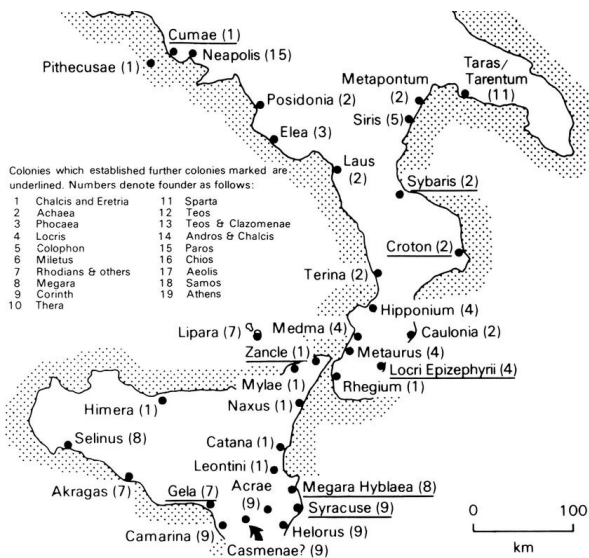 Cumae (1)
Neapolis (15)
Pithecusae (1)
Taras/
Tarentum
(11)
Metapontum
(2)
Posidonia (2)
Siris (5)
Elea (3)
Laus
(2)
Sybaris (2)
Colonies which established further colonies marked are
underlined. Numbers denote founder as follows:
1 Chalcis and Eretria
2 Achaea
3 Phocaea
4 Locris
5 Colophon
6 Miletus
7 Rhodians & others
8 Megara
9 Corinth
10 Thera
11 Sparta
12 Teos
13 Teos & Clazomenae
14 Andros & Chalcis
15 Paros
16 Chios
17 Aeolis
18 Samos
19 Athens
Croton (2)
Terina (2)
Hipponium (4)
Lipara (7)
Medma (4)
Caulonia (2)
Zancle (1)
Metaurus (4)
Locri Epizephyrii (4)
Mylae (1)
Rhegium (1)
Himera (1)
Naxus (1)
Selinus (8)
Catana (1)
Leontini (1)
Akragas (7)
Gela (7)
Acrae
(9)
Megara Hyblaea (8)
Syracuse (9)
Camarina (9)
Helorus (9)
Casmenae? (9)
0 100
km